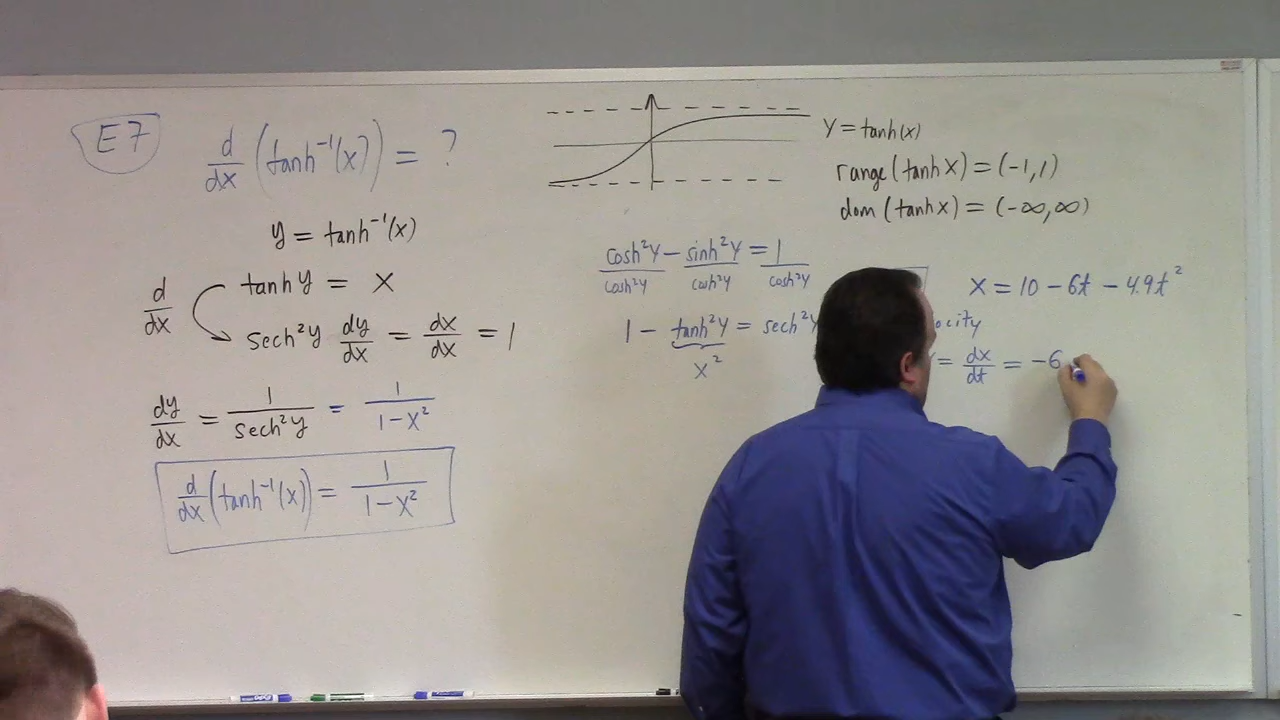 E7 d/dx (tanh⁻¹(x)) = ?
y = tanh⁻¹(x)
d/dx
tanh y = x
sech²y dy/dx = dx/dx = 1
dy/dx = 1/sech²y = 1/(1-x²)
d/dx (tanh⁻¹(x)) = 1/(1-x²)
y = tanh(x)
range(tanh x) = (-1,1)
dom(tanh x) = (-∞,∞)
cosh²y/cosh²y - sinh²y/cosh²y = 1/cosh²y
1 - tanh²y = sech²y
x²
x = 10 - 6t - 4.9t²
= dx/dt = -6